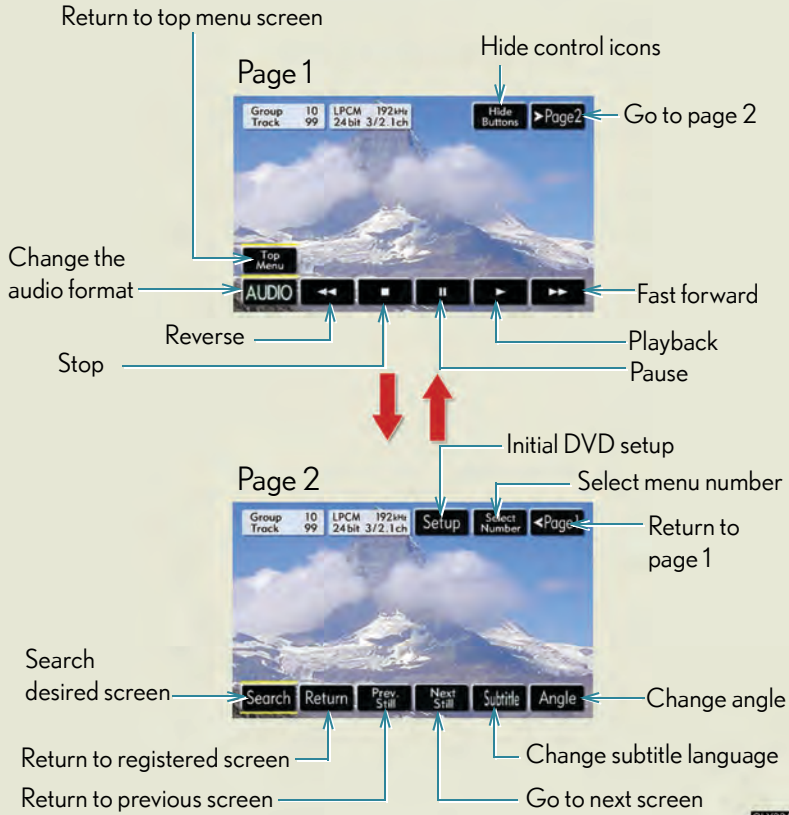 Return to top menu screen
Hide control icons
Page 1
Group 10
Track 99
LPCM 192kHz
24bit 3/2.1ch
Hide
Buttons
>Page2
Go to page 2
Top
Menu
Change the
audio format
AUDIO
Fast forward
Reverse
Playback
Stop
Pause
Initial DVD setup
Page 2
Select menu number
Group 10
Track 99
LPCM 192kHz
24bit 3/2.1ch
Setup
Select
Number
<Page1
Return to
page 1
Search
desired screen
Search
Return
Prev.
Still
Next
Still
Subtitle
Angle
Change angle
Return to registered screen
Change subtitle language
Return to previous screen
Go to next screen